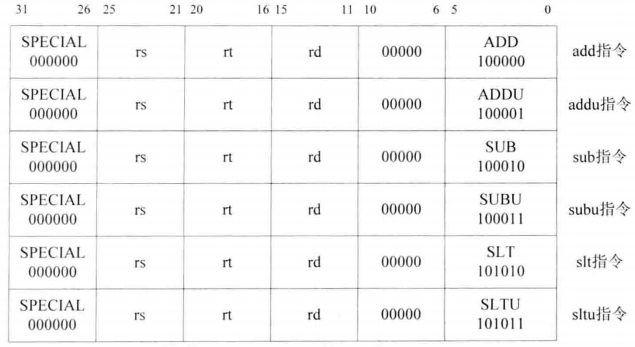 31 26 25 21 20 16 15 11 10 6 5 0
SPECIAL ADD
000000 rs rt rd 00000 100000 add指令
SPECIAL ADDU
000000 rs rt rd 00000 100001 addu指令
SPECIAL SUB
000000 rs rt rd 00000 100010 sub指令
SPECIAL SUBU
000000 rs rt rd 00000 100011 subu指令
SPECIAL SLT
000000 rs rt rd 00000 101010 slt指令
SPECIAL SLTU
000000 rs rt rd 00000 101011 sltu指令